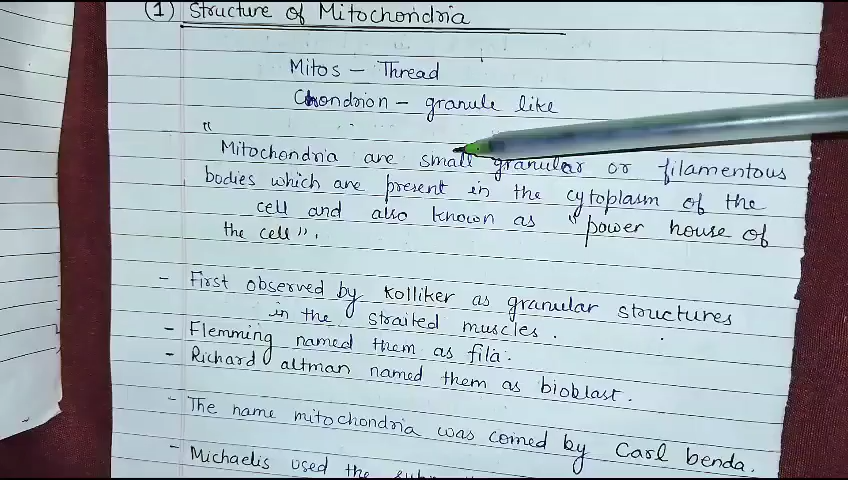 (1) Structure of Mitochondria
Mitos – Thread
Chondrion – granule like
"
Mitochondria are small granular or filamentous
bodies which are present in the cytoplasm of the
cell and also known as "power house of
the cell".
– First observed by Kolliker as granular structures
in the straited muscles.
– Flemming named them as fila.
– Richard altman named them as bioblast.
– The name mitochondria was coined by Carl benda.
– Michaelis used the